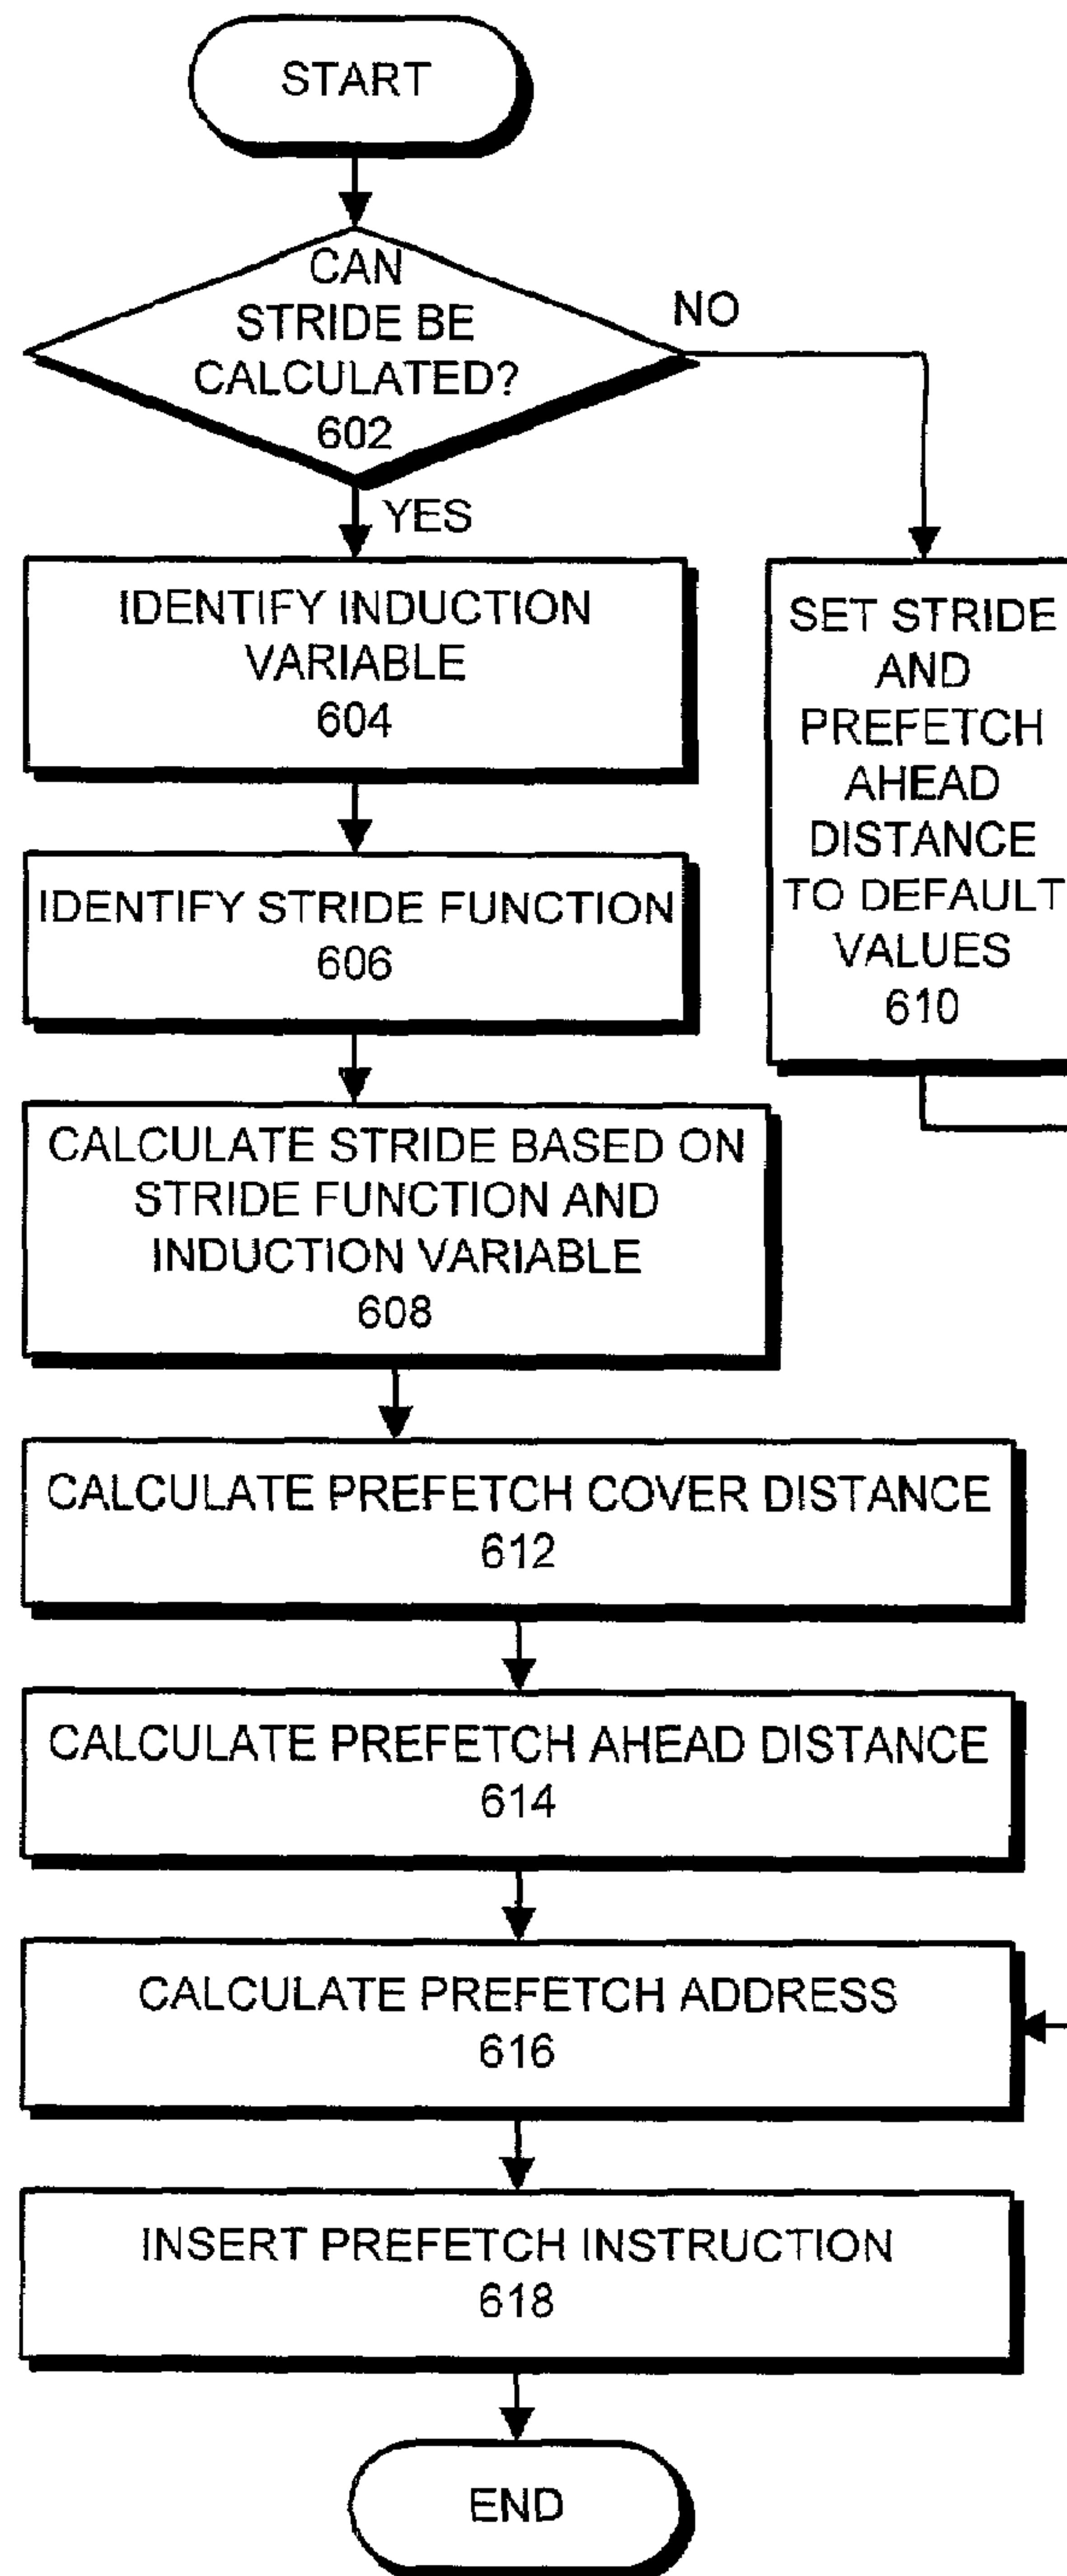 START
CAN
STRIDE BE
CALCULATED?
602
NO
YES
IDENTIFY INDUCTION
VARIABLE
604
SET STRIDE
AND
PREFETCH
AHEAD
DISTANCE
TO DEFAULT
VALUES
610
IDENTIFY STRIDE FUNCTION
606
CALCULATE STRIDE BASED ON
STRIDE FUNCTION AND
INDUCTION VARIABLE
608
CALCULATE PREFETCH COVER DISTANCE
612
CALCULATE PREFETCH AHEAD DISTANCE
614
CALCULATE PREFETCH ADDRESS
616
INSERT PREFETCH INSTRUCTION
618
END